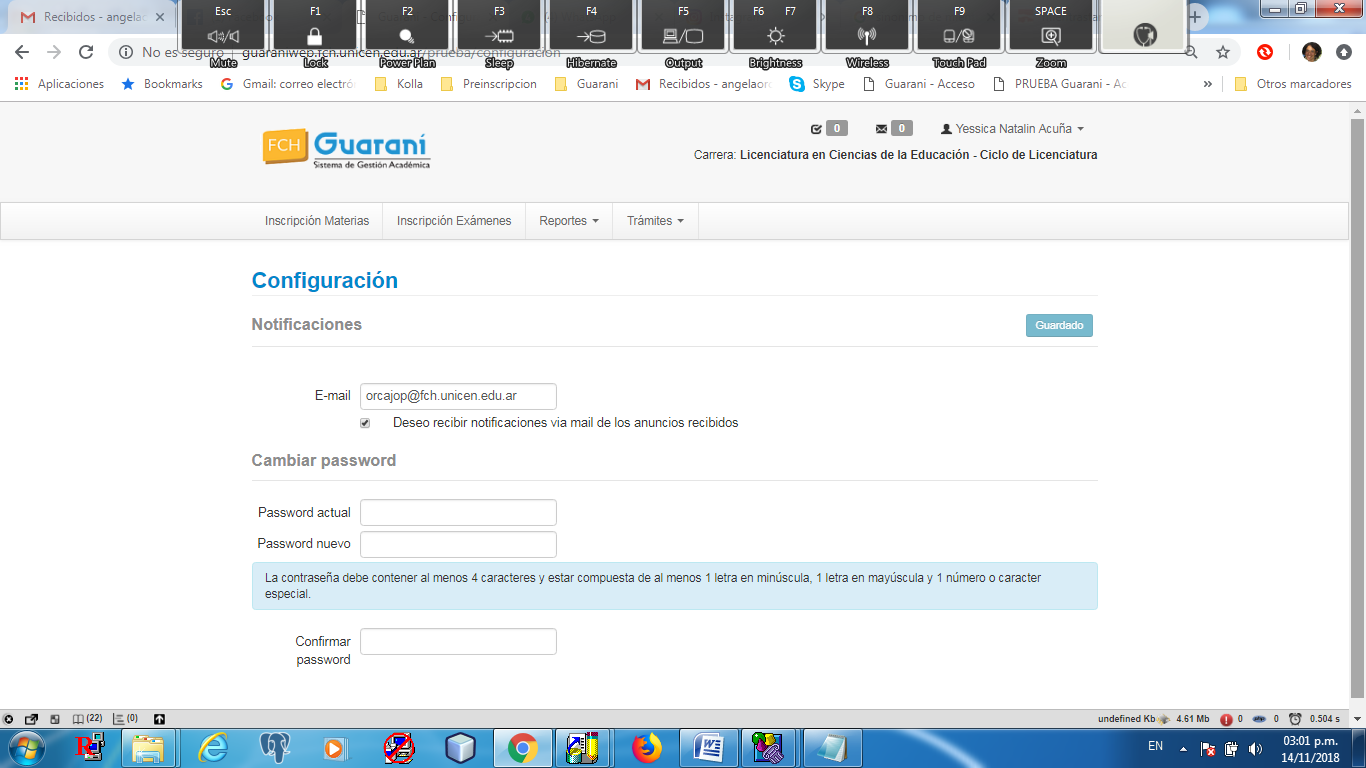 Esc F1 F2 F3 F4 F5 F6 F7 F8 F9 SPACE
Mute Lock Power Plan Sleep Hibernate Output Brightness Wireless Touch Pad Zoom
Recibidos - angelac
No es seguro | guaraniweb.fch.unicen.edu.ar/prueba/configuracion
Aplicaciones Bookmarks Gmail: correo electró Kolla Preinscripcion Guarani Recibidos - angelaor Skype Guarani - Acceso PRUEBA Guarani - Ac » Otros marcadores
FCH Guaraní
Sistema de Gestión Académica
0 0 Yessica Natalin Acuña
Carrera: Licenciatura en Ciencias de la Educación - Ciclo de Licenciatura
Inscripción Materias Inscripción Exámenes Reportes Trámites
Configuración
Notificaciones Guardado
E-mail orcajop@fch.unicen.edu.ar
Deseo recibir notificaciones via mail de los anuncios recibidos
Cambiar password
Password actual
Password nuevo
La contraseña debe contener al menos 4 caracteres y estar compuesta de al menos 1 letra en minúscula, 1 letra en mayúscula y 1 número o caracter
especial.
Confirmar
password
(22) (0) undefined Kb 4.61 Mb 0 0 0.504 s
EN 03:01 p.m.
14/11/2018